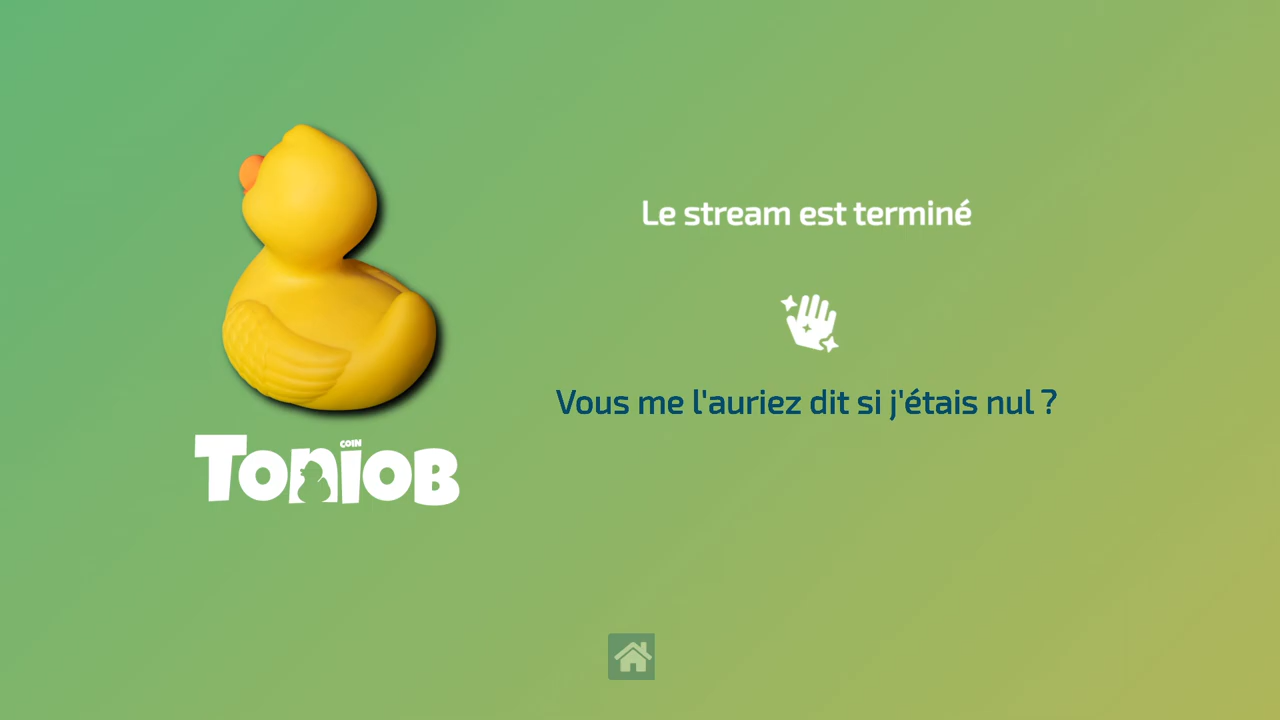 Le stream est terminé
Vous me l'auriez dit si j'étais nul ?
COIN
TONIOB